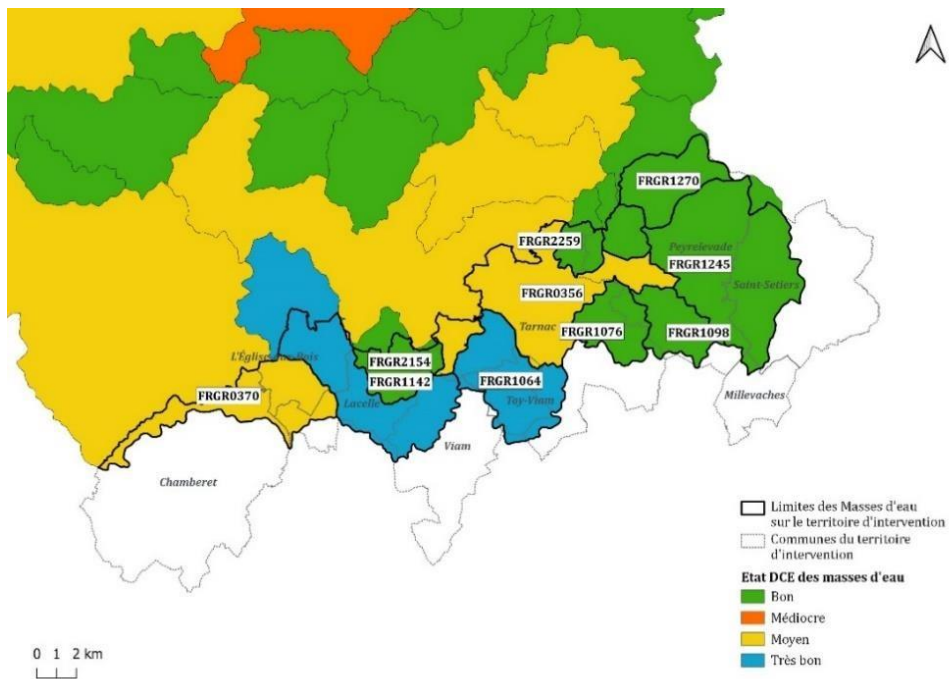 FRGR1270
FRGR2259
Peyrelevade
FRGR1245
Saint-Setiers
FRGR0356
Tarnac
FRGR1076
FRGR1098
L'Église-au-Bois
FRGR2154
FRGR1142
FRGR1064
FRGR0370
Lacelle
Toy-Viam
Millevaches
Viam
Chamberet
Limites des Masses d'eau
sur le territoire d'intervention
Communes du territoire
d'intervention
Etat DCE des masses d'eau
Bon
Médiocre
Moyen
Très bon
0 1 2 km